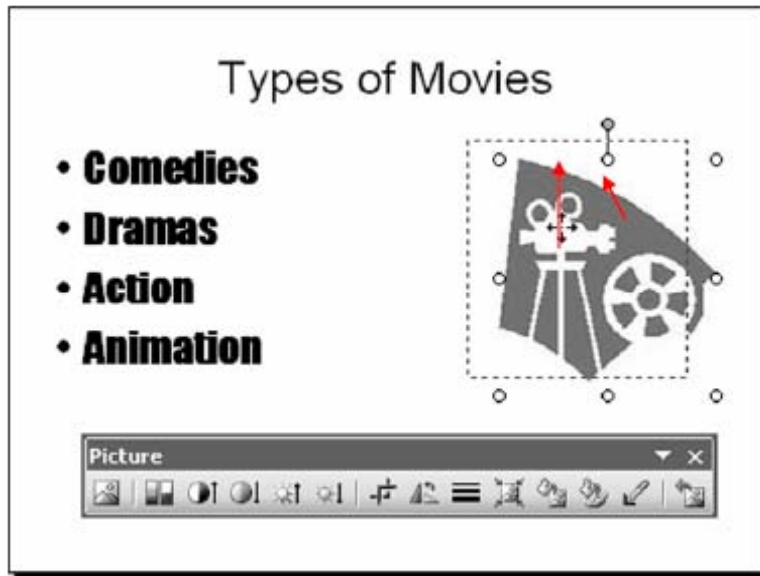 Types of Movies
• Comedies
• Dramas
• Action
• Animation
Picture